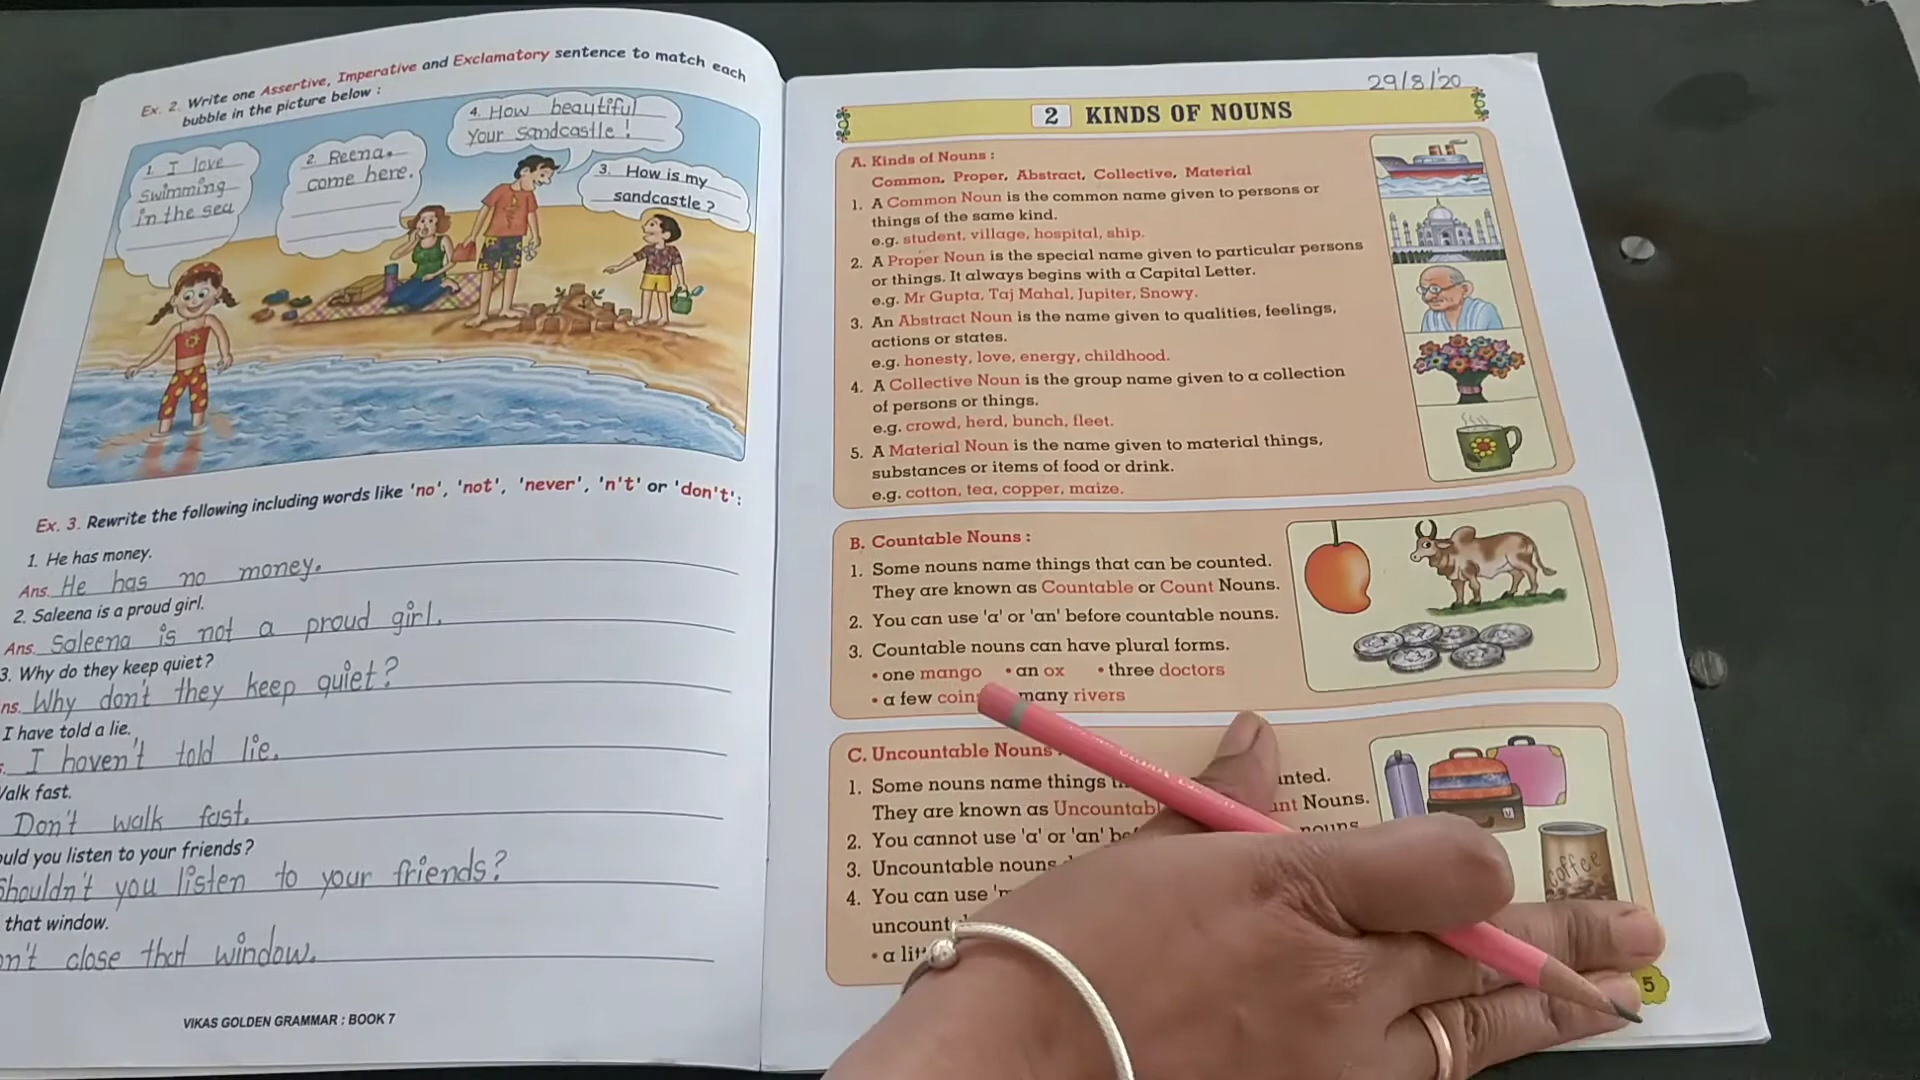 Ex. 2. Write one Assertive, Imperative and Exclamatory sentence to match each
bubble in the picture below :
1. I love
swimming
in the sea
2. Reena.
come here.
4. How beautiful
your sandcastle !
3. How is my
sandcastle ?
Ex. 3. Rewrite the following including words like 'no', 'not', 'never', 'n't' or 'don't':
1. He has money.
Ans. He has no money.
2. Saleena is a proud girl.
Ans. Saleena is not a proud girl.
3. Why do they keep quiet?
ns. Why don't they keep quiet?
I have told a lie.
I haven't told lie.
alk fast.
Don't walk fast.
ould you listen to your friends?
Shouldn't you listen to your friends?
that window.
n't close that window.
VIKAS GOLDEN GRAMMAR : BOOK 7
29/8/20
2 KINDS OF NOUNS
A. Kinds of Nouns :
Common, Proper, Abstract, Collective, Material
1. A Common Noun is the common name given to persons or
things of the same kind.
e.g. student, village, hospital, ship.
2. A Proper Noun is the special name given to particular persons
or things. It always begins with a Capital Letter.
e.g. Mr Gupta, Taj Mahal, Jupiter, Snowy.
3. An Abstract Noun is the name given to qualities, feelings,
actions or states.
e.g. honesty, love, energy, childhood.
4. A Collective Noun is the group name given to a collection
of persons or things.
e.g. crowd, herd, bunch, fleet.
5. A Material Noun is the name given to material things,
substances or items of food or drink.
e.g. cotton, tea, copper, maize.
B. Countable Nouns :
1. Some nouns name things that can be counted.
They are known as Countable or Count Nouns.
2. You can use 'a' or 'an' before countable nouns.
3. Countable nouns can have plural forms.
• one mango • an ox • three doctors
• a few coin many rivers
C. Uncountable Nouns
1. Some nouns name things nted.
They are known as Uncountab nt Nouns.
2. You cannot use 'a' or 'an' be nouns
3. Uncountable nouns
4. You can use
uncount
• a lit
coffee
5